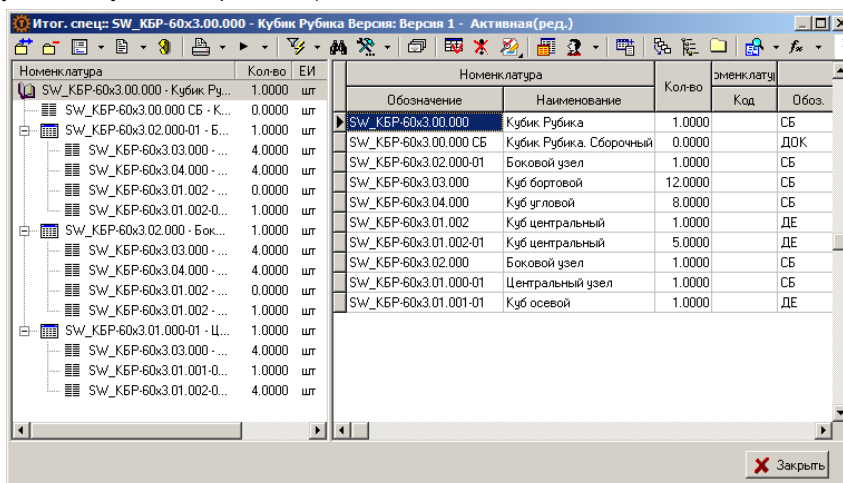 Итог. спец:: SW_КБР-60x3.00.000 - Кубик Рубика Версия: Версия 1 - Активная(ред.)
Номенклатура Кол-во ЕИ
SW_КБР-60x3.00.000 - Кубик Ру... 1.0000 шт
SW_КБР-60x3.00.000 СБ - К... 0.0000 шт
SW_КБР-60x3.02.000-01 - Б... 1.0000 шт
SW_КБР-60x3.03.000 - ... 4.0000 шт
SW_КБР-60x3.04.000 - ... 4.0000 шт
SW_КБР-60x3.01.002 - ... 0.0000 шт
SW_КБР-60x3.01.002-0... 1.0000 шт
SW_КБР-60x3.02.000 - Бок... 1.0000 шт
SW_КБР-60x3.03.000 - ... 4.0000 шт
SW_КБР-60x3.04.000 - ... 4.0000 шт
SW_КБР-60x3.01.002 - ... 0.0000 шт
SW_КБР-60x3.01.002 - ... 1.0000 шт
SW_КБР-60x3.01.000-01 - Ц... 1.0000 шт
SW_КБР-60x3.03.000 - ... 4.0000 шт
SW_КБР-60x3.01.001-0... 1.0000 шт
SW_КБР-60x3.01.002-0... 4.0000 шт
Номенклатура Кол-во оменклату
Обозначение Наименование Код Обоз.
SW_КБР-60x3.00.000 Кубик Рубика 1.0000 СБ
SW_КБР-60x3.00.000 СБ Кубик Рубика. Сборочный 0.0000 ДОК
SW_КБР-60x3.02.000-01 Боковой узел 1.0000 СБ
SW_КБР-60x3.03.000 Куб бортовой 12.0000 СБ
SW_КБР-60x3.04.000 Куб угловой 8.0000 СБ
SW_КБР-60x3.01.002 Куб центральный 1.0000 ДЕ
SW_КБР-60x3.01.002-01 Куб центральный 5.0000 ДЕ
SW_КБР-60x3.02.000 Боковой узел 1.0000 СБ
SW_КБР-60x3.01.000-01 Центральный узел 1.0000 СБ
SW_КБР-60x3.01.001-01 Куб осевой 1.0000 ДЕ
Закрыть